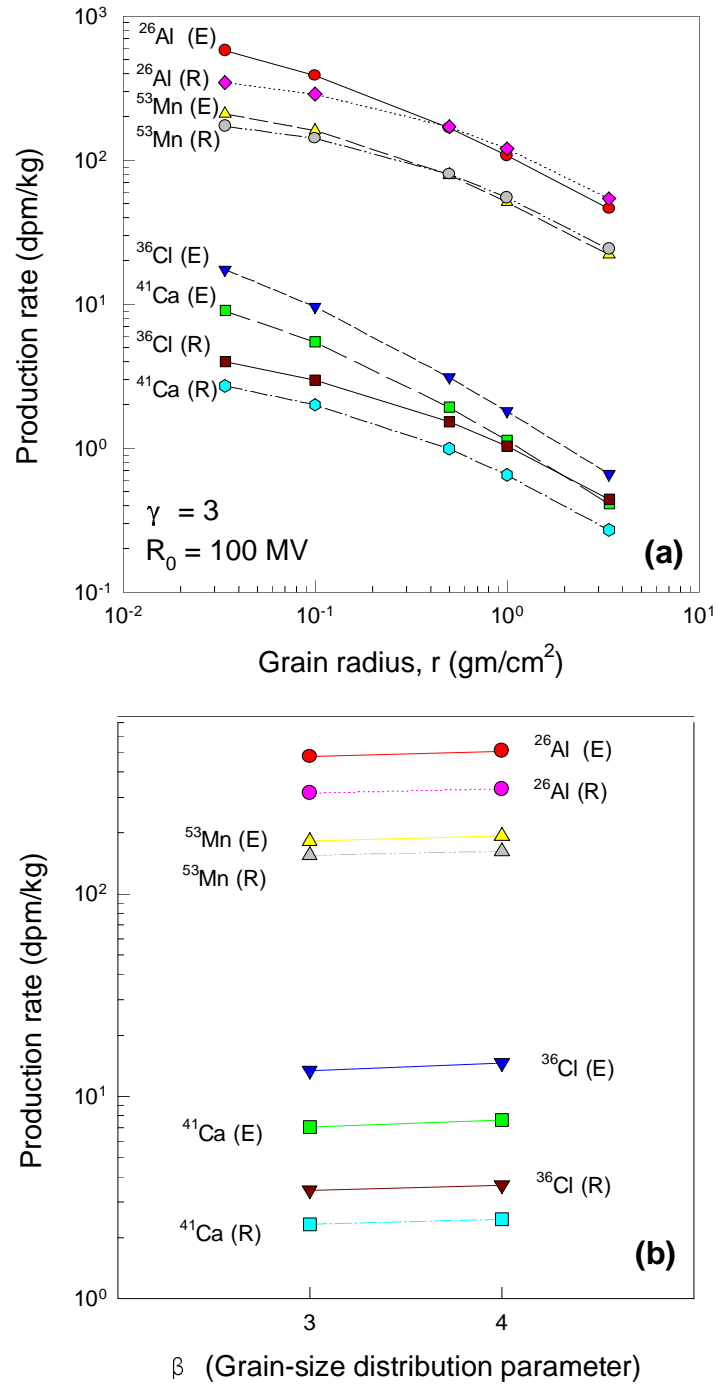 10³
²⁶Al (E)
²⁶Al (R)
⁵³Mn (E)
⁵³Mn (R)
10²
10¹
³⁶Cl (E)
⁴¹Ca (E)
³⁶Cl (R)
⁴¹Ca (R)
10⁰
γ = 3
R₀ = 100 MV
(a)
10⁻¹
10⁻² 10⁻¹ 10⁰ 10¹
Production rate (dpm/kg)
Grain radius, r (gm/cm²)
²⁶Al (E)
²⁶Al (R)
⁵³Mn (E)
⁵³Mn (R)
10²
³⁶Cl (E)
10¹
⁴¹Ca (E)
³⁶Cl (R)
⁴¹Ca (R)
(b)
10⁰
3 4
Production rate (dpm/kg)
β (Grain-size distribution parameter)